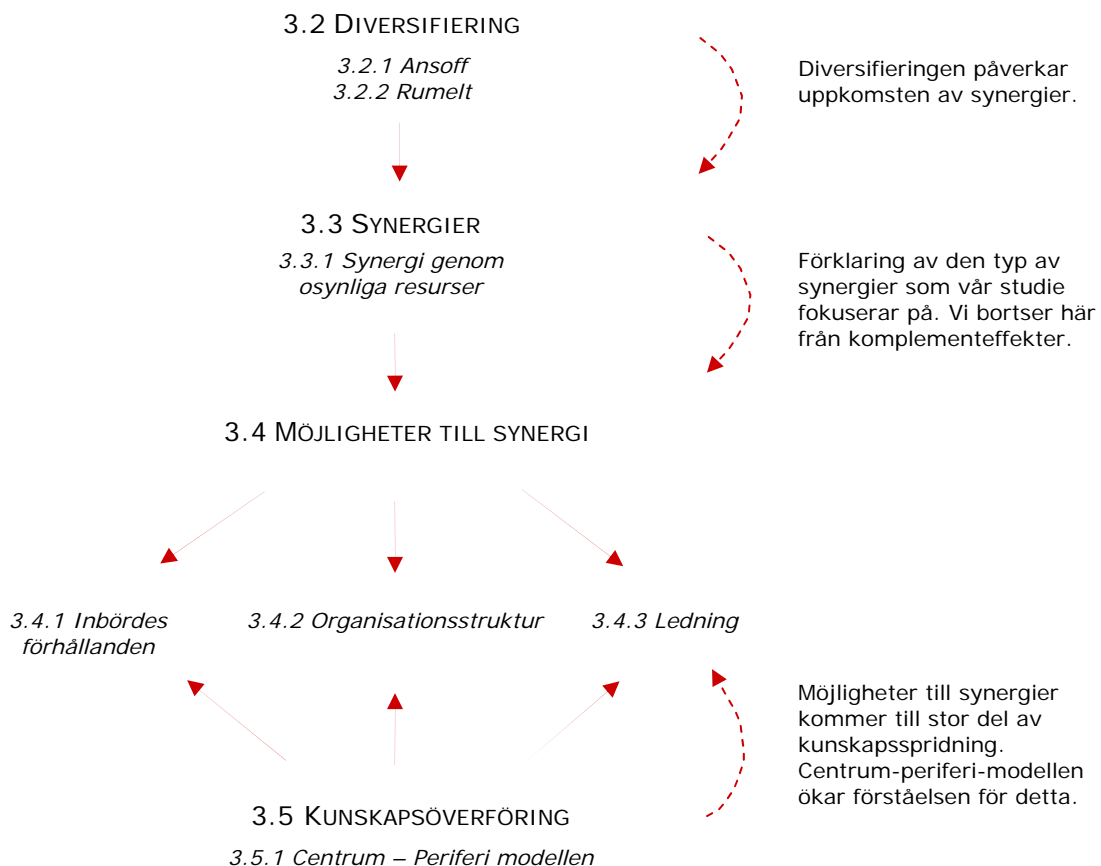 3.2 DIVERSIFIERING
3.2.1 Ansoff
3.2.2 Rumelt
Diversifieringen påverkar
uppkomsten av synergier.
3.3 SYNERGIER
3.3.1 Synergi genom
osynliga resurser
Förklaring av den typ av
synergier som vår studie
fokuserar på. Vi bortser här
från komplementeffekter.
3.4 MÖJLIGHETER TILL SYNERGI
3.4.1 Inbördes
förhållanden
3.4.2 Organisationsstruktur
3.4.3 Ledning
Möjligheter till synergier
kommer till stor del av
kunskapsspridning.
Centrum-periferi-modellen
ökar förståelsen för detta.
3.5 KUNSKAPSÖVERFÖRING
3.5.1 Centrum – Periferi modellen